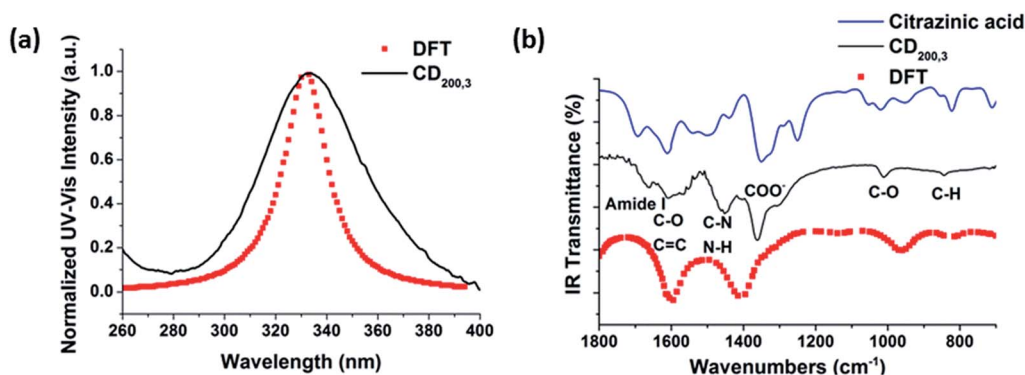 (a)
DFT
CD200,3
Normalized UV-Vis Intensity (a.u.)
1.0
0.8
0.6
0.4
0.2
0.0
260 280 300 320 340 360 380 400
Wavelength (nm)
(b)
Citrazinic acid
CD200,3
DFT
IR Transmittance (%)
Amide I
C-O
C=C
C-N
N-H
COO-
C-O
C-H
1800 1600 1400 1200 1000 800
Wavenumbers (cm-1)